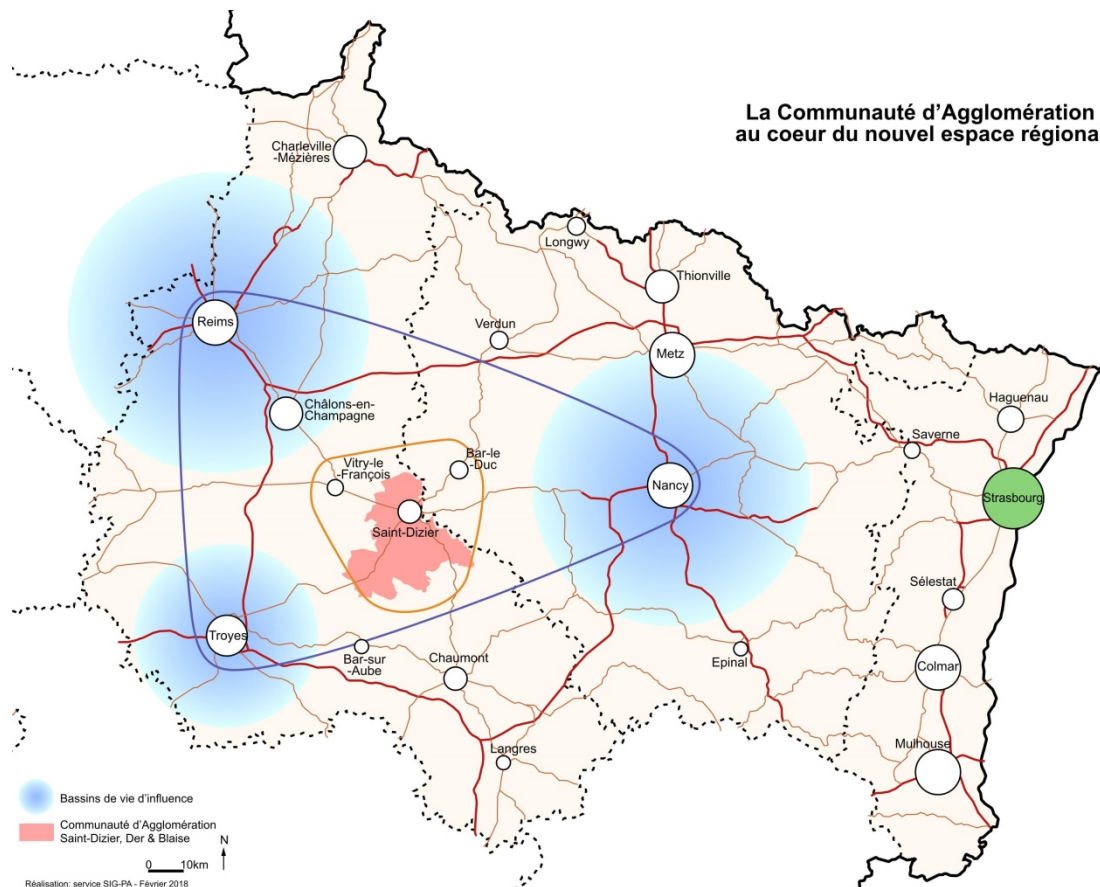 La Communauté d'Agglomération
au coeur du nouvel espace régiona
Charleville
-Mézières
Longwy
Thionville
Reims
Verdun
Metz
Châlons-en-
Champagne
Haguenau
Saverne
Bar-le
-Duc
Vitry-le
-François
Nancy
Strasbourg
Saint-Dizier
Sélestat
Troyes
Bar-sur
-Aube
Chaumont
Epinal
Colmar
Langres
Mulhouse
Bassins de vie d'influence
Communauté d'Agglomération
Saint-Dizier, Der & Blaise
N
0 10km
Réalisation: service SIG-PA - Février 2018